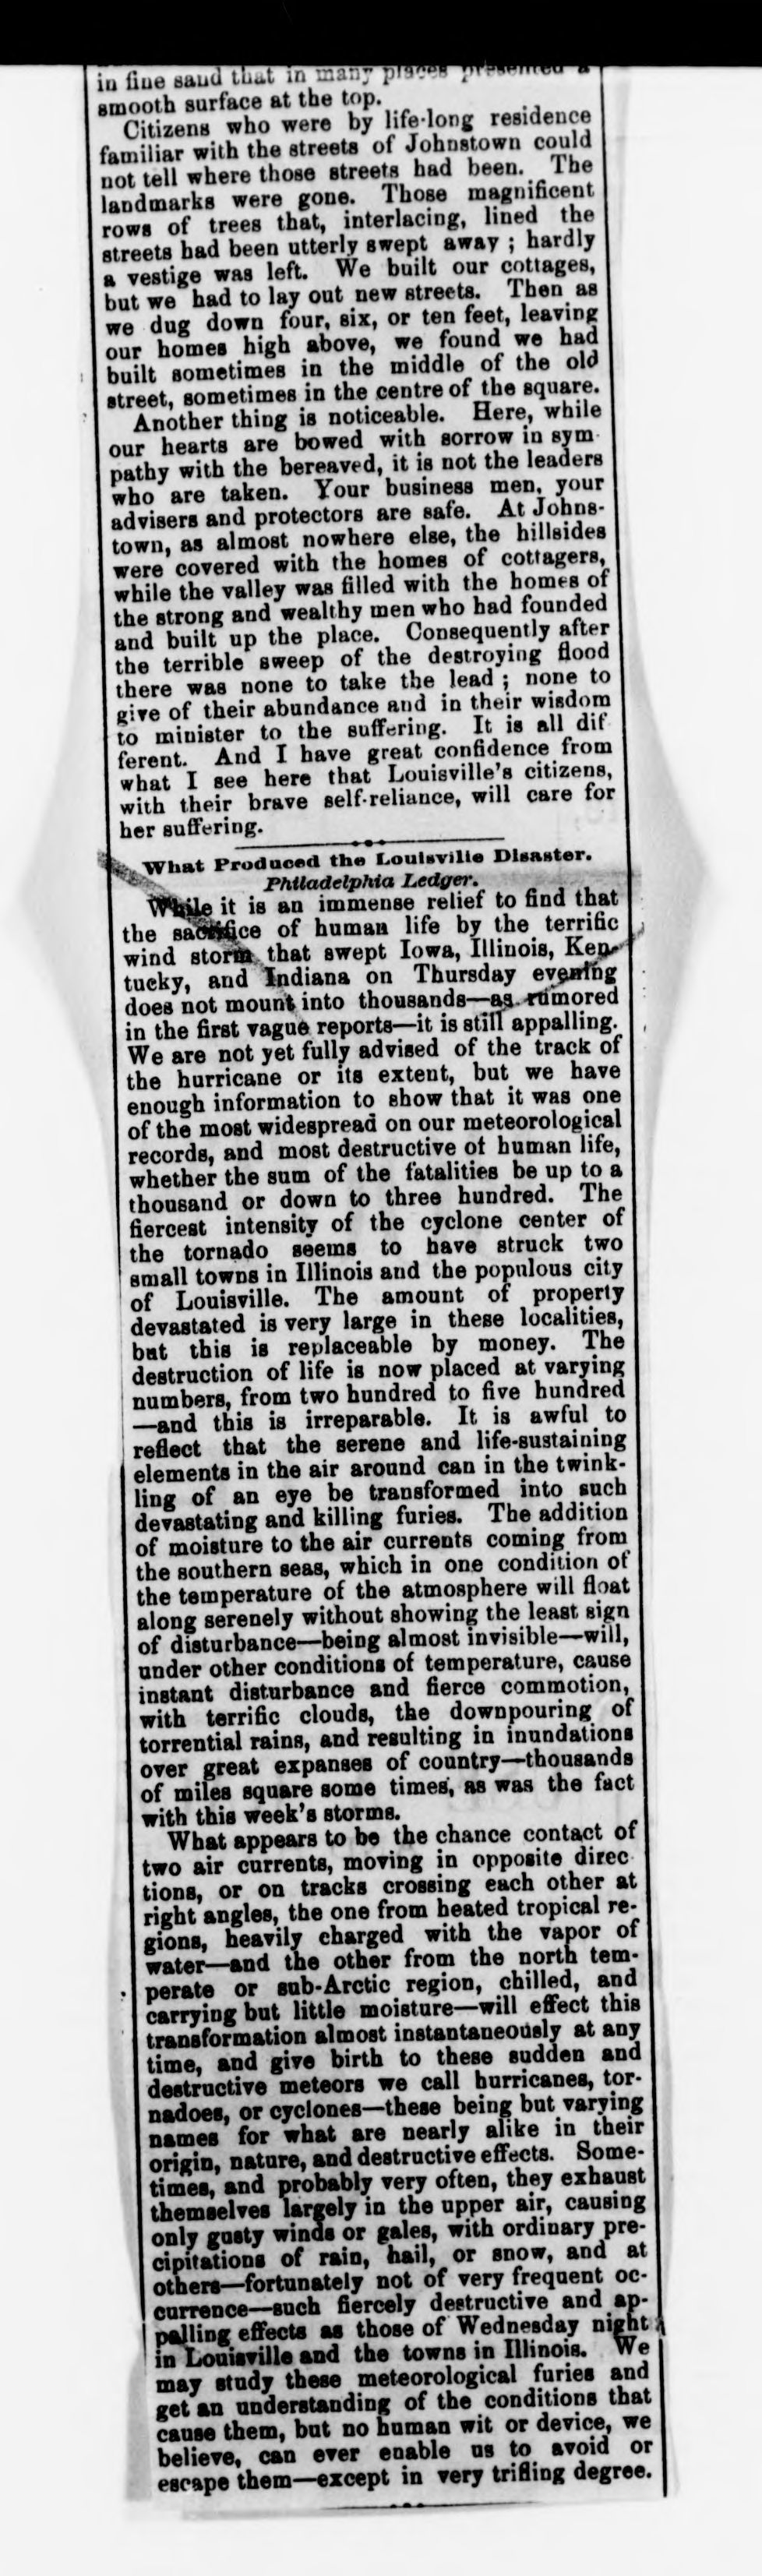 in fine sand that in many places presented a
smooth surface at the top.
Citizens who were by life-long residence
familiar with the streets of Johnstown could
not tell where those streets had been. The
landmarks were gone. Those magnificent
rows of trees that, interlacing, lined the
streets had been utterly swept away ; hardly
a vestige was left. We built our cottages,
but we had to lay out new streets. Then as
we dug down four, six, or ten feet, leaving
our homes high above, we found we had
built sometimes in the middle of the old
street, sometimes in the centre of the square.
Another thing is noticeable. Here, while
our hearts are bowed with sorrow in sym-
pathy with the bereaved, it is not the leaders
who are taken. Your business men, your
advisers and protectors are safe. At Johns-
town, as almost nowhere else, the hillsides
were covered with the homes of cottagers,
while the valley was filled with the homes of
the strong and wealthy men who had founded
and built up the place. Consequently after
the terrible sweep of the destroying flood
there was none to take the lead ; none to
give of their abundance and in their wisdom
to minister to the suffering. It is all dif
ferent. And I have great confidence from
what I see here that Louisville's citizens,
with their brave self-reliance, will care for
her suffering.
What Produced the Louisville Disaster.
Philadelphia Ledger.
While it is an immense relief to find that
the sacrifice of human life by the terrific
wind storm that swept Iowa, Illinois, Ken-
tucky, and Indiana on Thursday evening
does not mount into thousands—as rumored
in the first vague reports—it is still appalling.
We are not yet fully advised of the track of
the hurricane or its extent, but we have
enough information to show that it was one
of the most widespread on our meteorological
records, and most destructive of human life,
whether the sum of the fatalities be up to a
thousand or down to three hundred. The
fiercest intensity of the cyclone center of
the tornado seems to have struck two
small towns in Illinois and the populous city
of Louisville. The amount of property
devastated is very large in these localities,
but this is replaceable by money. The
destruction of life is now placed at varying
numbers, from two hundred to five hundred
—and this is irreparable. It is awful to
reflect that the serene and life-sustaining
elements in the air around can in the twink-
ling of an eye be transformed into such
devastating and killing furies. The addition
of moisture to the air currents coming from
the southern seas, which in one condition of
the temperature of the atmosphere will float
along serenely without showing the least sign
of disturbance—being almost invisible—will,
under other conditions of temperature, cause
instant disturbance and fierce commotion,
with terrific clouds, the downpouring of
torrential rains, and resulting in inundations
over great expanses of country—thousands
of miles square some times, as was the fact
with this week's storms.
What appears to be the chance contact of
two air currents, moving in opposite direc-
tions, or on tracks crossing each other at
right angles, the one from heated tropical re-
gions, heavily charged with the vapor of
water—and the other from the north tem-
perate or sub-Arctic region, chilled, and
carrying but little moisture—will effect this
transformation almost instantaneously at any
time, and give birth to these sudden and
destructive meteors we call hurricanes, tor-
nadoes, or cyclones—these being but varying
names for what are nearly alike in their
origin, nature, and destructive effects. Some-
times, and probably very often, they exhaust
themselves largely in the upper air, causing
only gusty winds or gales, with ordinary pre-
cipitations of rain, hail, or snow, and at
others—fortunately not of very frequent oc-
currence—such fiercely destructive and ap-
palling effects as those of Wednesday night
in Louisville and the towns in Illinois. We
may study these meteorological furies and
get an understanding of the conditions that
cause them, but no human wit or device, we
believe, can ever enable us to avoid or
escape them—except in very trifling degree.